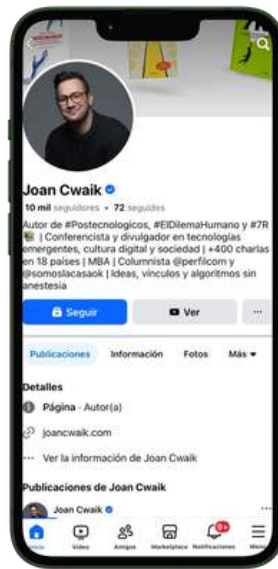 Joan Cwaik
10 mil seguidores • 72 seguidos
Autor de #Postecnologicos, #ElDilemaHumano y #7R
| Conferencista y divulgador en tecnologías
emergentes, cultura digital y sociedad | +400 charlas
en 18 países | MBA | Columnista @perfilcom y
@somoslacasaok | Ideas, vínculos y algoritmos sin
anestesia
Seguir
Ver
...
Publicaciones Información Fotos Más
Detalles
Página · Autor(a)
joancwaik.com
... Ver la información de Joan Cwaik
Publicaciones de Joan Cwaik
Joan Cwaik
9+
Inicio Video Amigos Marketplace Notificaciones Menú